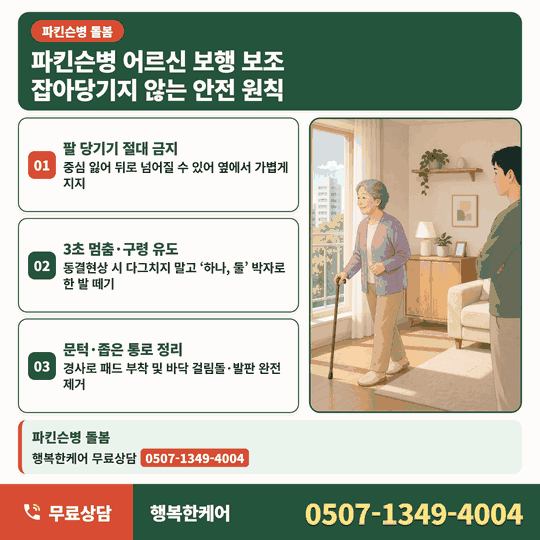 파킨슨병 돌봄
파킨슨병 어르신 보행 보조
잡아당기지 않는 안전 원칙
01
팔 당기기 절대 금지
중심 잃어 뒤로 넘어질 수 있어 옆에서 가볍게
지지
02
3초 멈춤·구령 유도
동결현상 시 다그치지 말고 ‘하나, 둘’ 박자로
한 발 떼기
03
문턱·좁은 통로 정리
경사로 패드 부착 및 바닥 걸림돌·발판 완전
제거
파킨슨병 돌봄
행복한케어 무료상담 0507-1349-4004
무료상담 행복한케어 0507-1349-4004